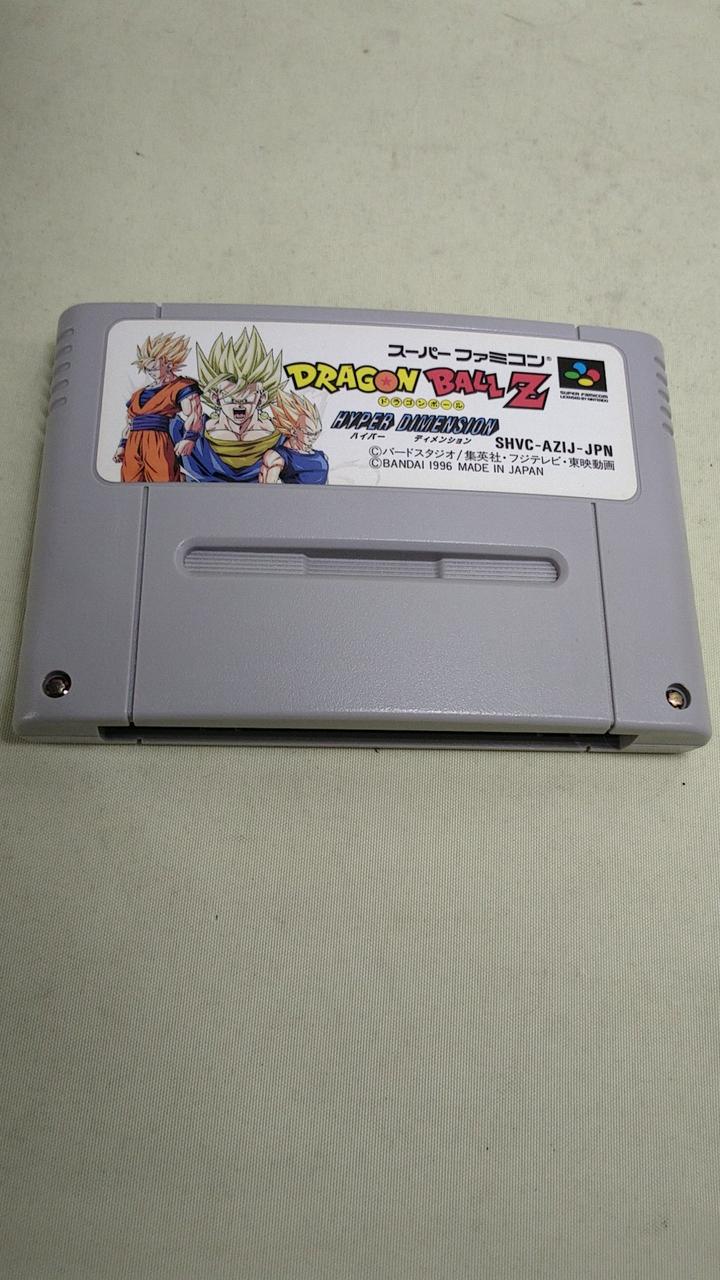 スーパーファミコン®
DRAGON BALL Z
ドラゴンボール
HYPER DIMENSION
ハイパー ディメンション
SUPER FAMICOM
LICENSED BY NINTENDO
SHVC-AZIJ-JPN
©バードスタジオ/集英社・フジテレビ・東映動画
©BANDAI 1996 MADE IN JAPAN